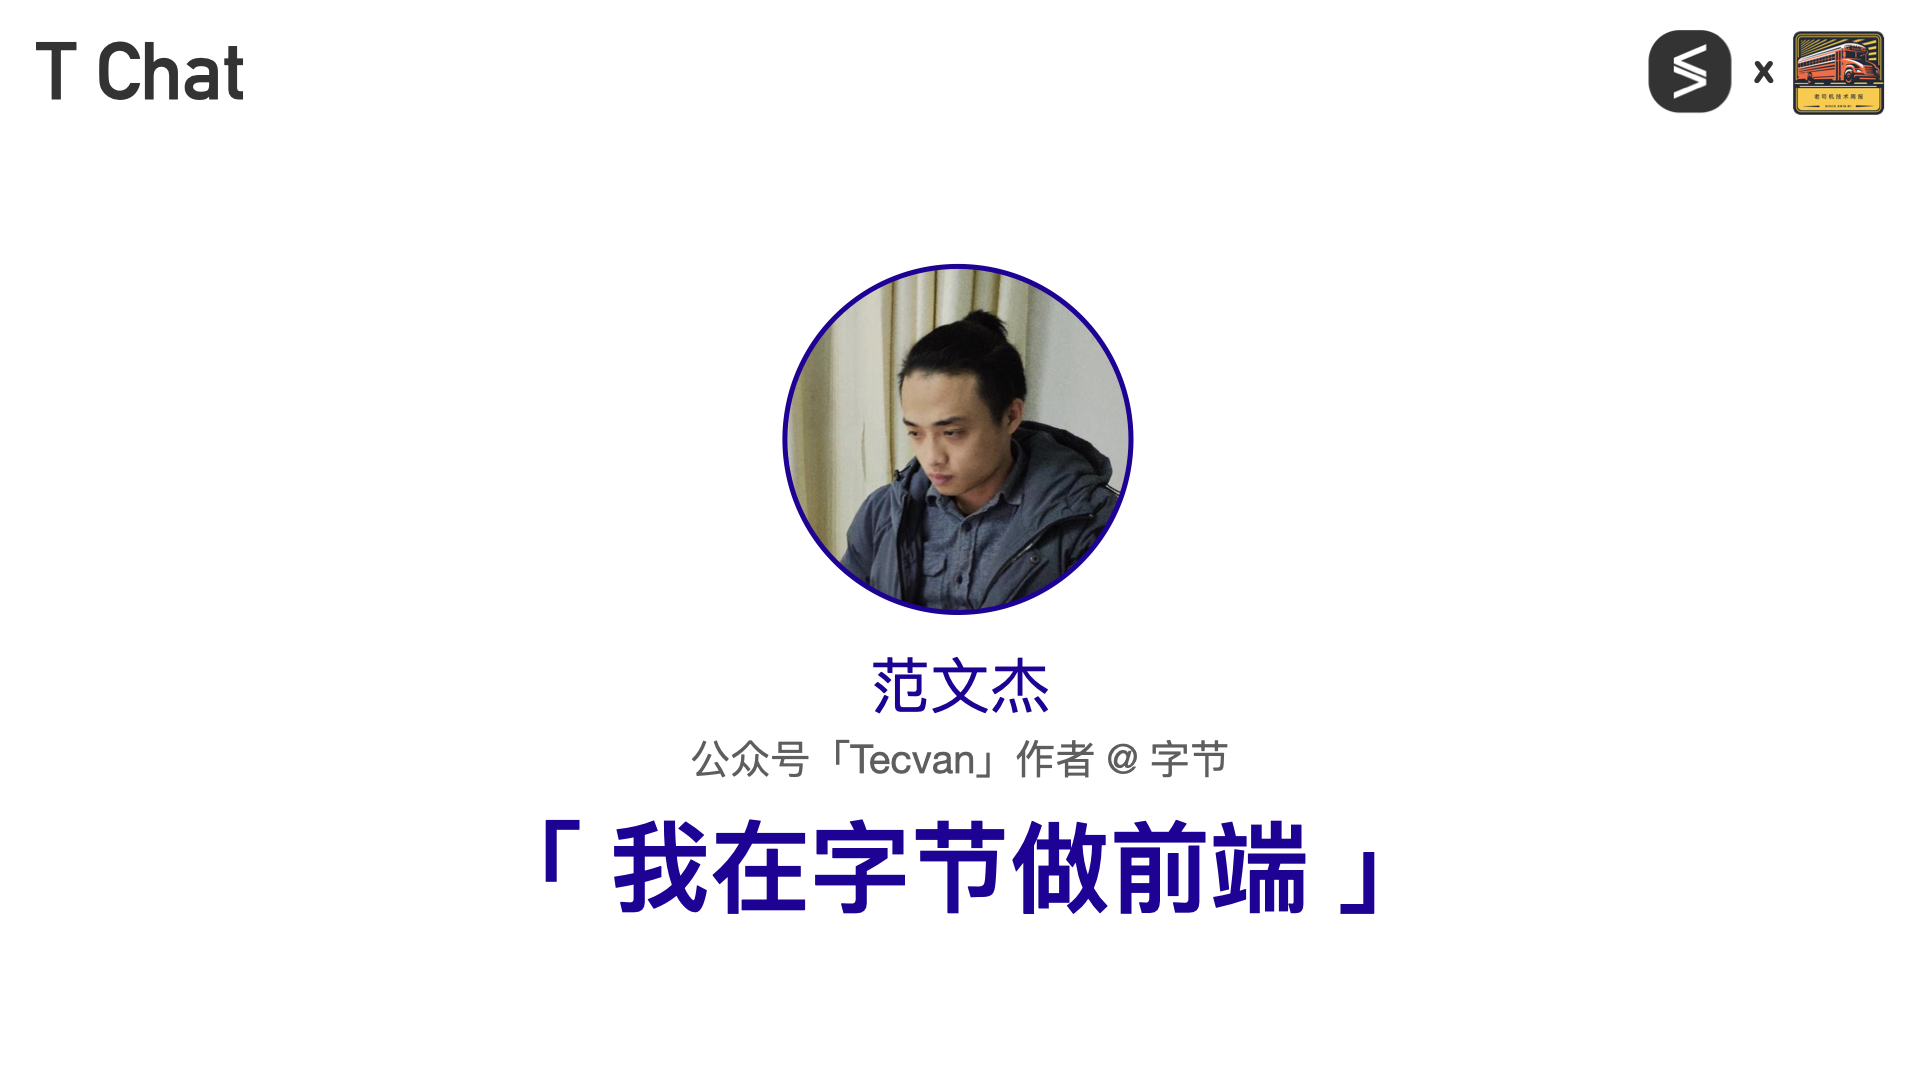 T Chat
x
老司机技术周报
范文杰
公众号「Tecvan」作者 @ 字节
「 我在字节做前端 」